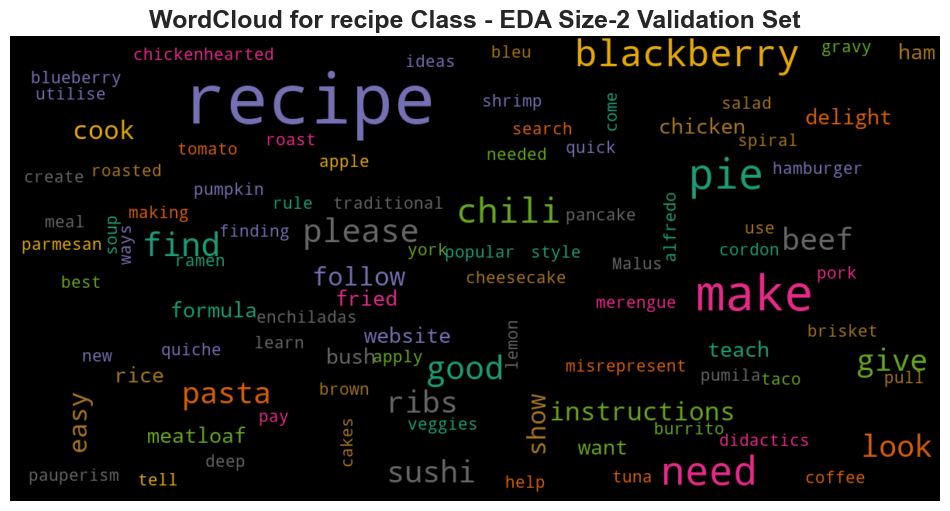 WordCloud for recipe Class - EDA Size-2 Validation Set
chickenhearted
ideas
bleu
blackberry
gravy
ham
blueberry
utilise
recipe
shrimp
come
salad
delight
cook
search
chicken
spiral
tomato
roast
apple
needed
quick
pie
hamburger
create
roasted
pumpkin
rule
traditional
chili
pancake
alfredo
meal
making
soup
ways
finding
please
use
beef
parmesan
find
ramen
york
popular
style
cordon
best
follow
cheesecake
Malus
make
pork
fried
merengue
formula
enchiladas
website
brisket
new
quiche
learn
bush
apply
good
lemon
misrepresent
teach
give
rice
pasta
brown
pumila
taco
pull
easy
pay
ribs
veggies
show
instructions
burrito
meatloaf
cakes
want
didactics
look
pauperism
tell
deep
sushi
help
tuna
need
coffee